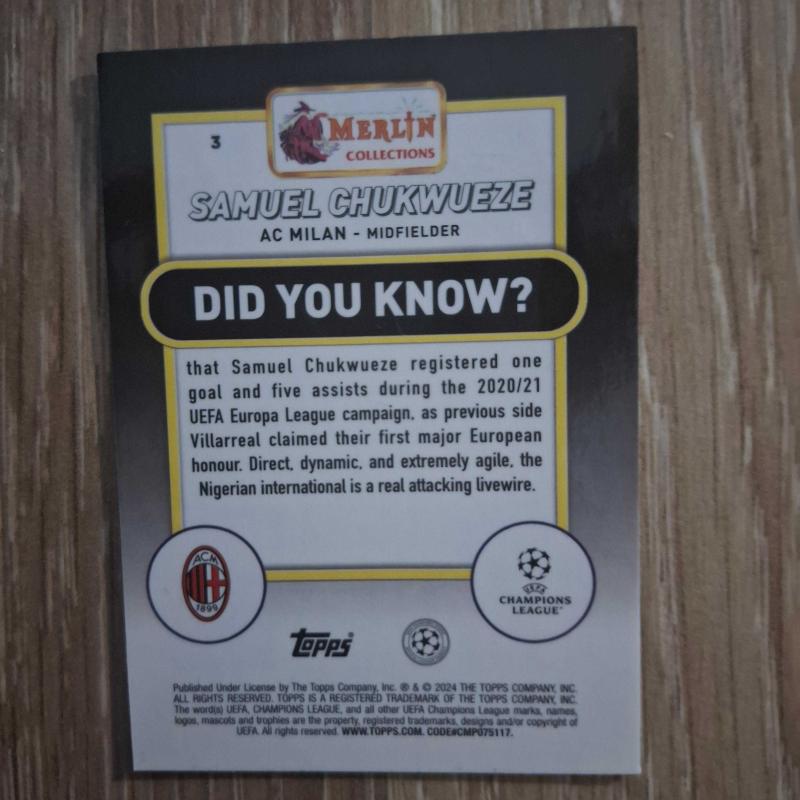 3
MERLIN
COLLECTIONS
SAMUEL CHUKWUEZE
AC MILAN - MIDFIELDER
DID YOU KNOW?
that Samuel Chukwueze registered one
goal and five assists during the 2020/21
UEFA Europa League campaign, as previous side
Villarreal claimed their first major European
honour. Direct, dynamic, and extremely agile, the
Nigerian international is a real attacking livewire.
ACM
1899
UEFA
CHAMPIONS
LEAGUE
Topps®
Published Under License by The Topps Company, Inc. ® & © 2024 THE TOPPS COMPANY, INC.
ALL RIGHTS RESERVED. TOPPS IS A REGISTERED TRADEMARK OF THE TOPPS COMPANY, INC.
The word(s) UEFA, CHAMPIONS LEAGUE, and all other UEFA Champions League marks, names,
logos, mascots and trophies are the property, registered trademarks, designs and/or copyright of
UEFA. All rights reserved. WWW.TOPPS.COM. CODE#CMP075117.